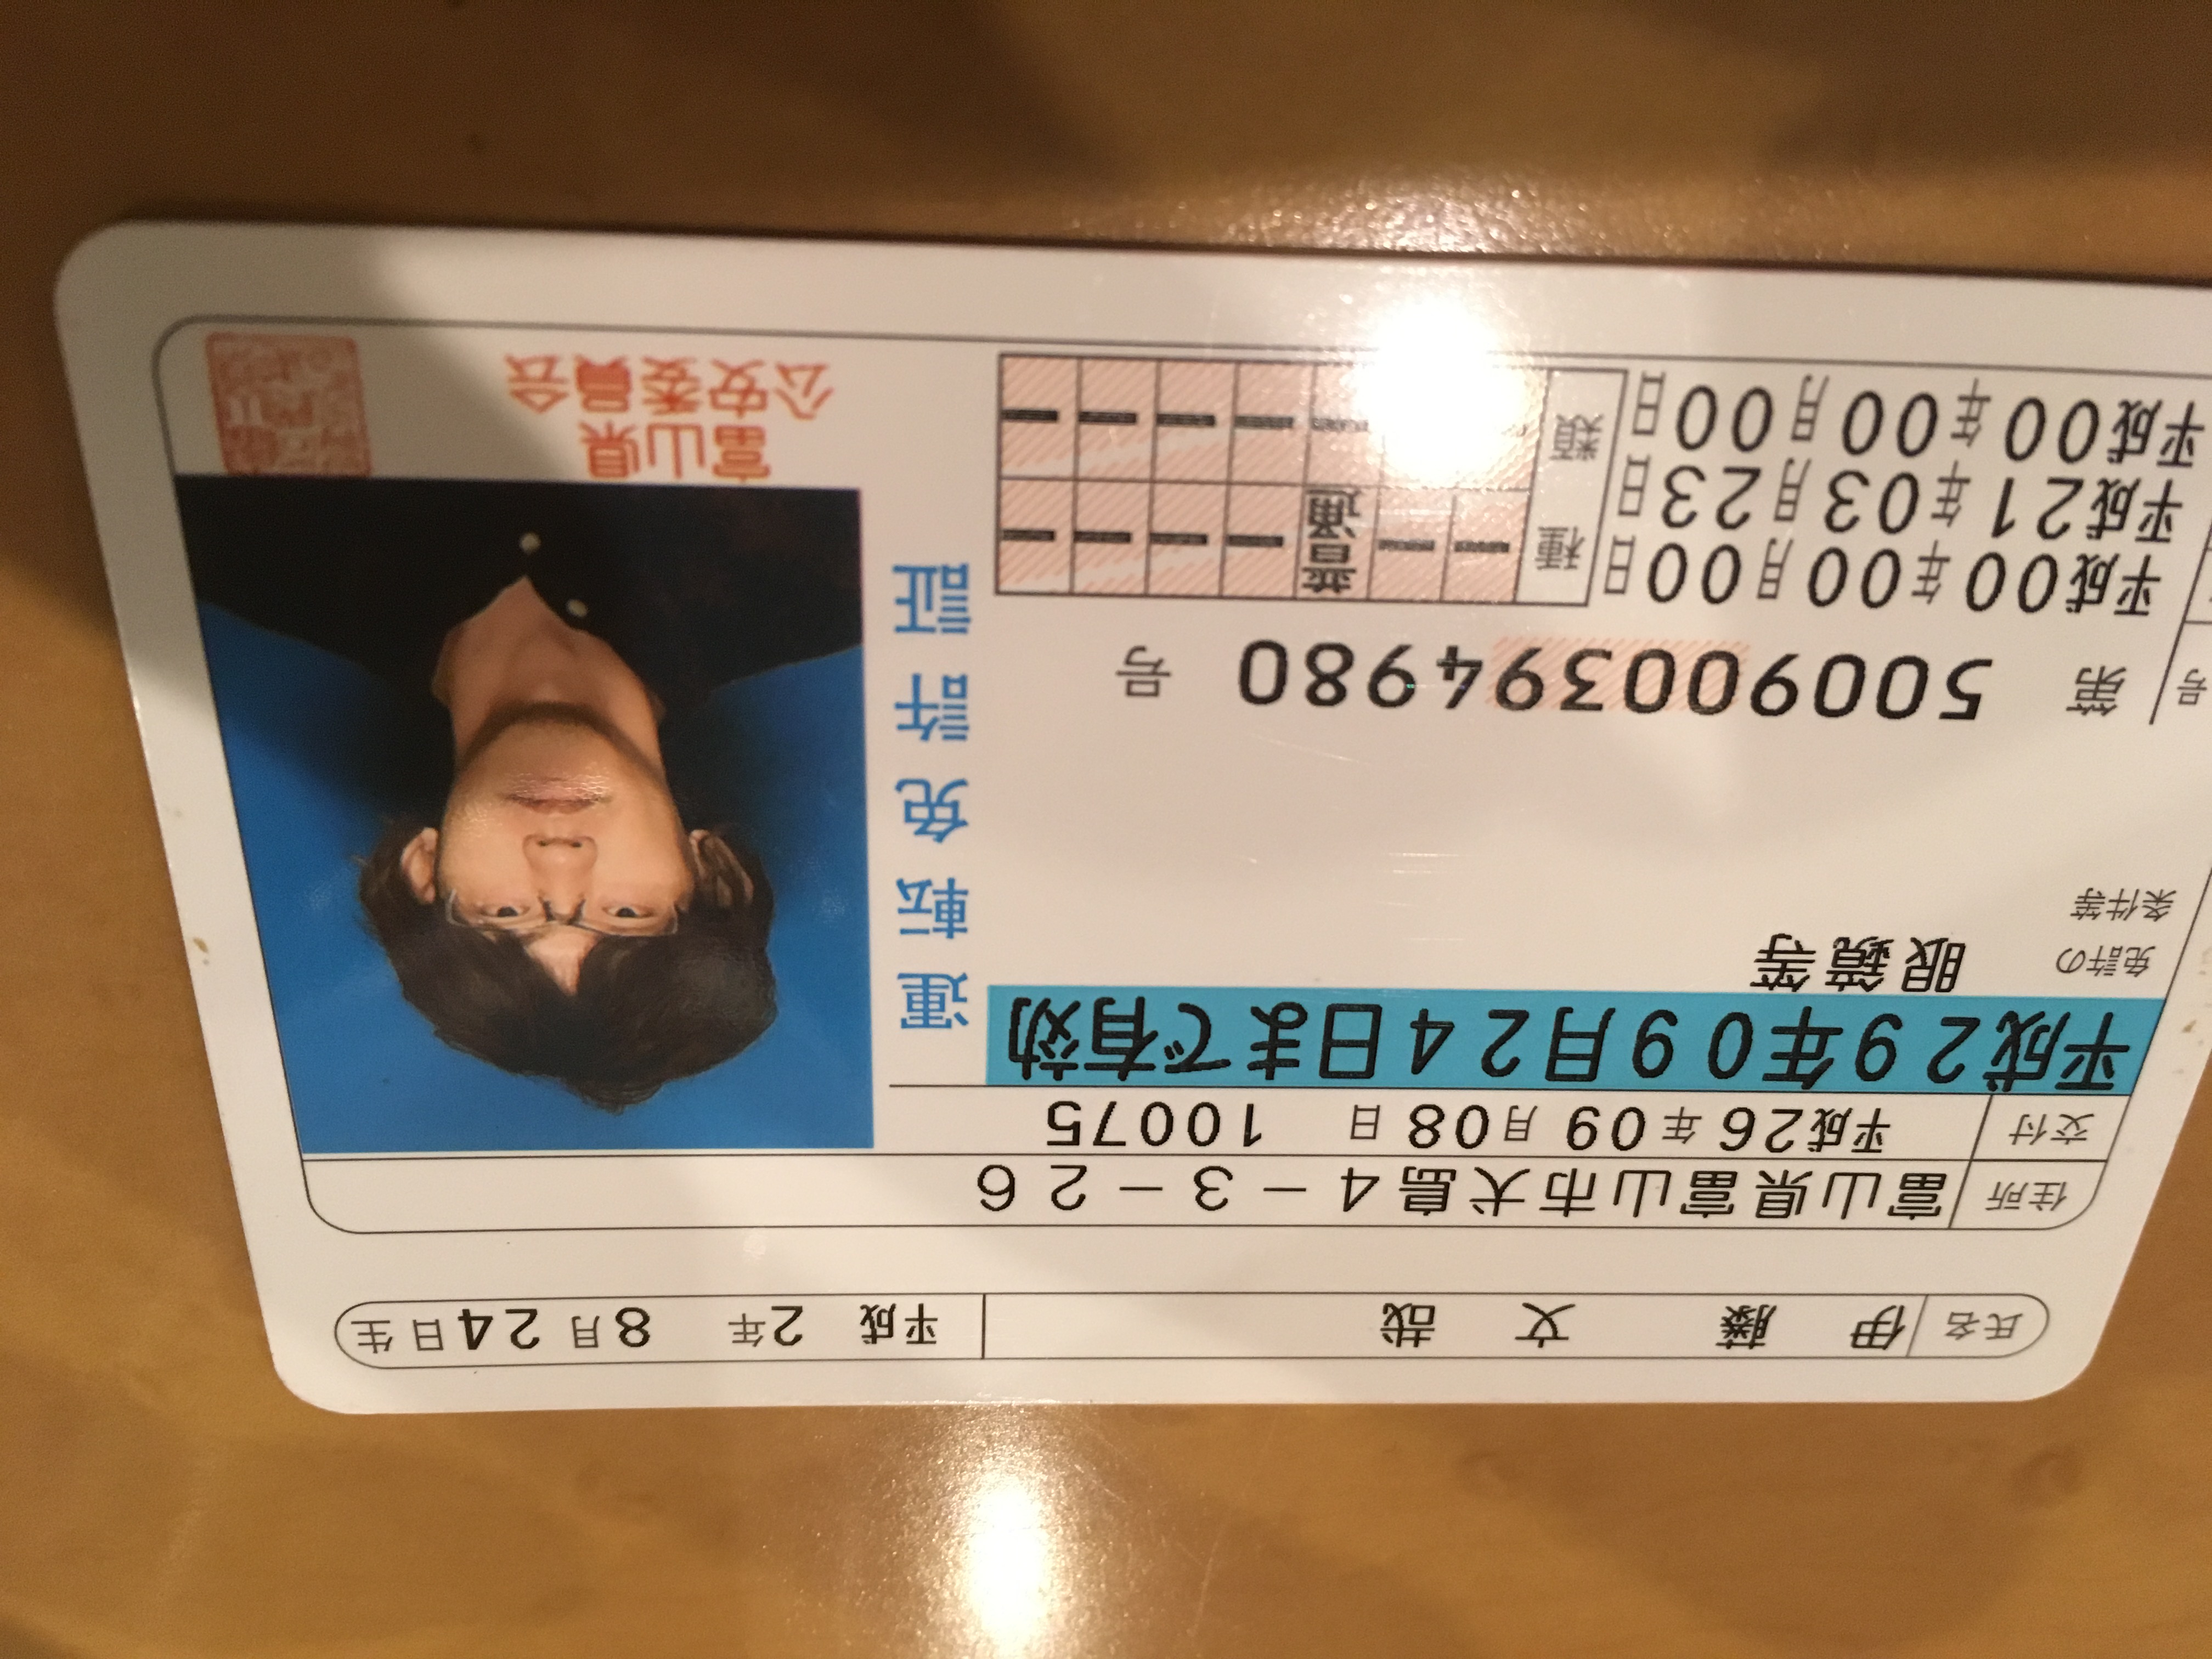 氏名 伊藤 文哉 平成 2年 8月24日生
住所 富山県富山市犬島4-3-26
交付 平成26年09月08日 10075
平成29年09月24日まで有効
免許の 眼鏡等
条件等
号 第 500900394980 号
平成00年00月00日
平成21年03月23日
平成00年00月00日
種類
普通
運転免許証
富山県
公安委員会